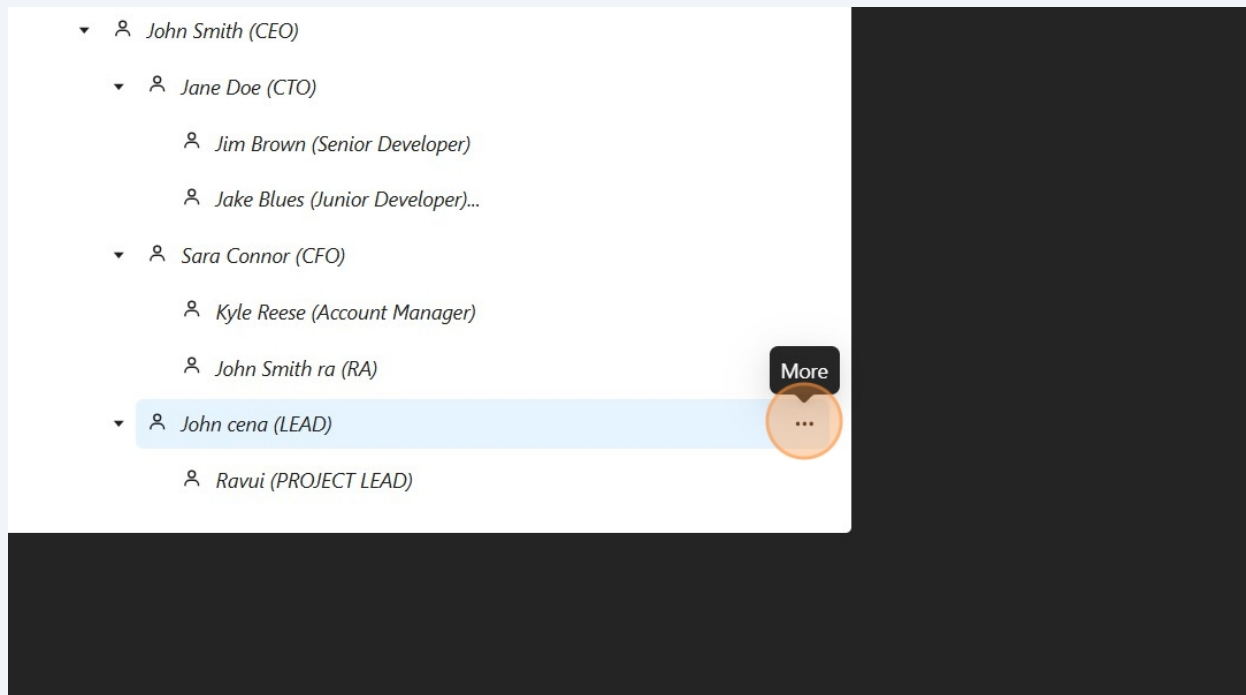 John Smith (CEO)
Jane Doe (CTO)
Jim Brown (Senior Developer)
Jake Blues (Junior Developer)...
Sara Connor (CFO)
Kyle Reese (Account Manager)
John Smith ra (RA)
More
John cena (LEAD)
...
Ravui (PROJECT LEAD)